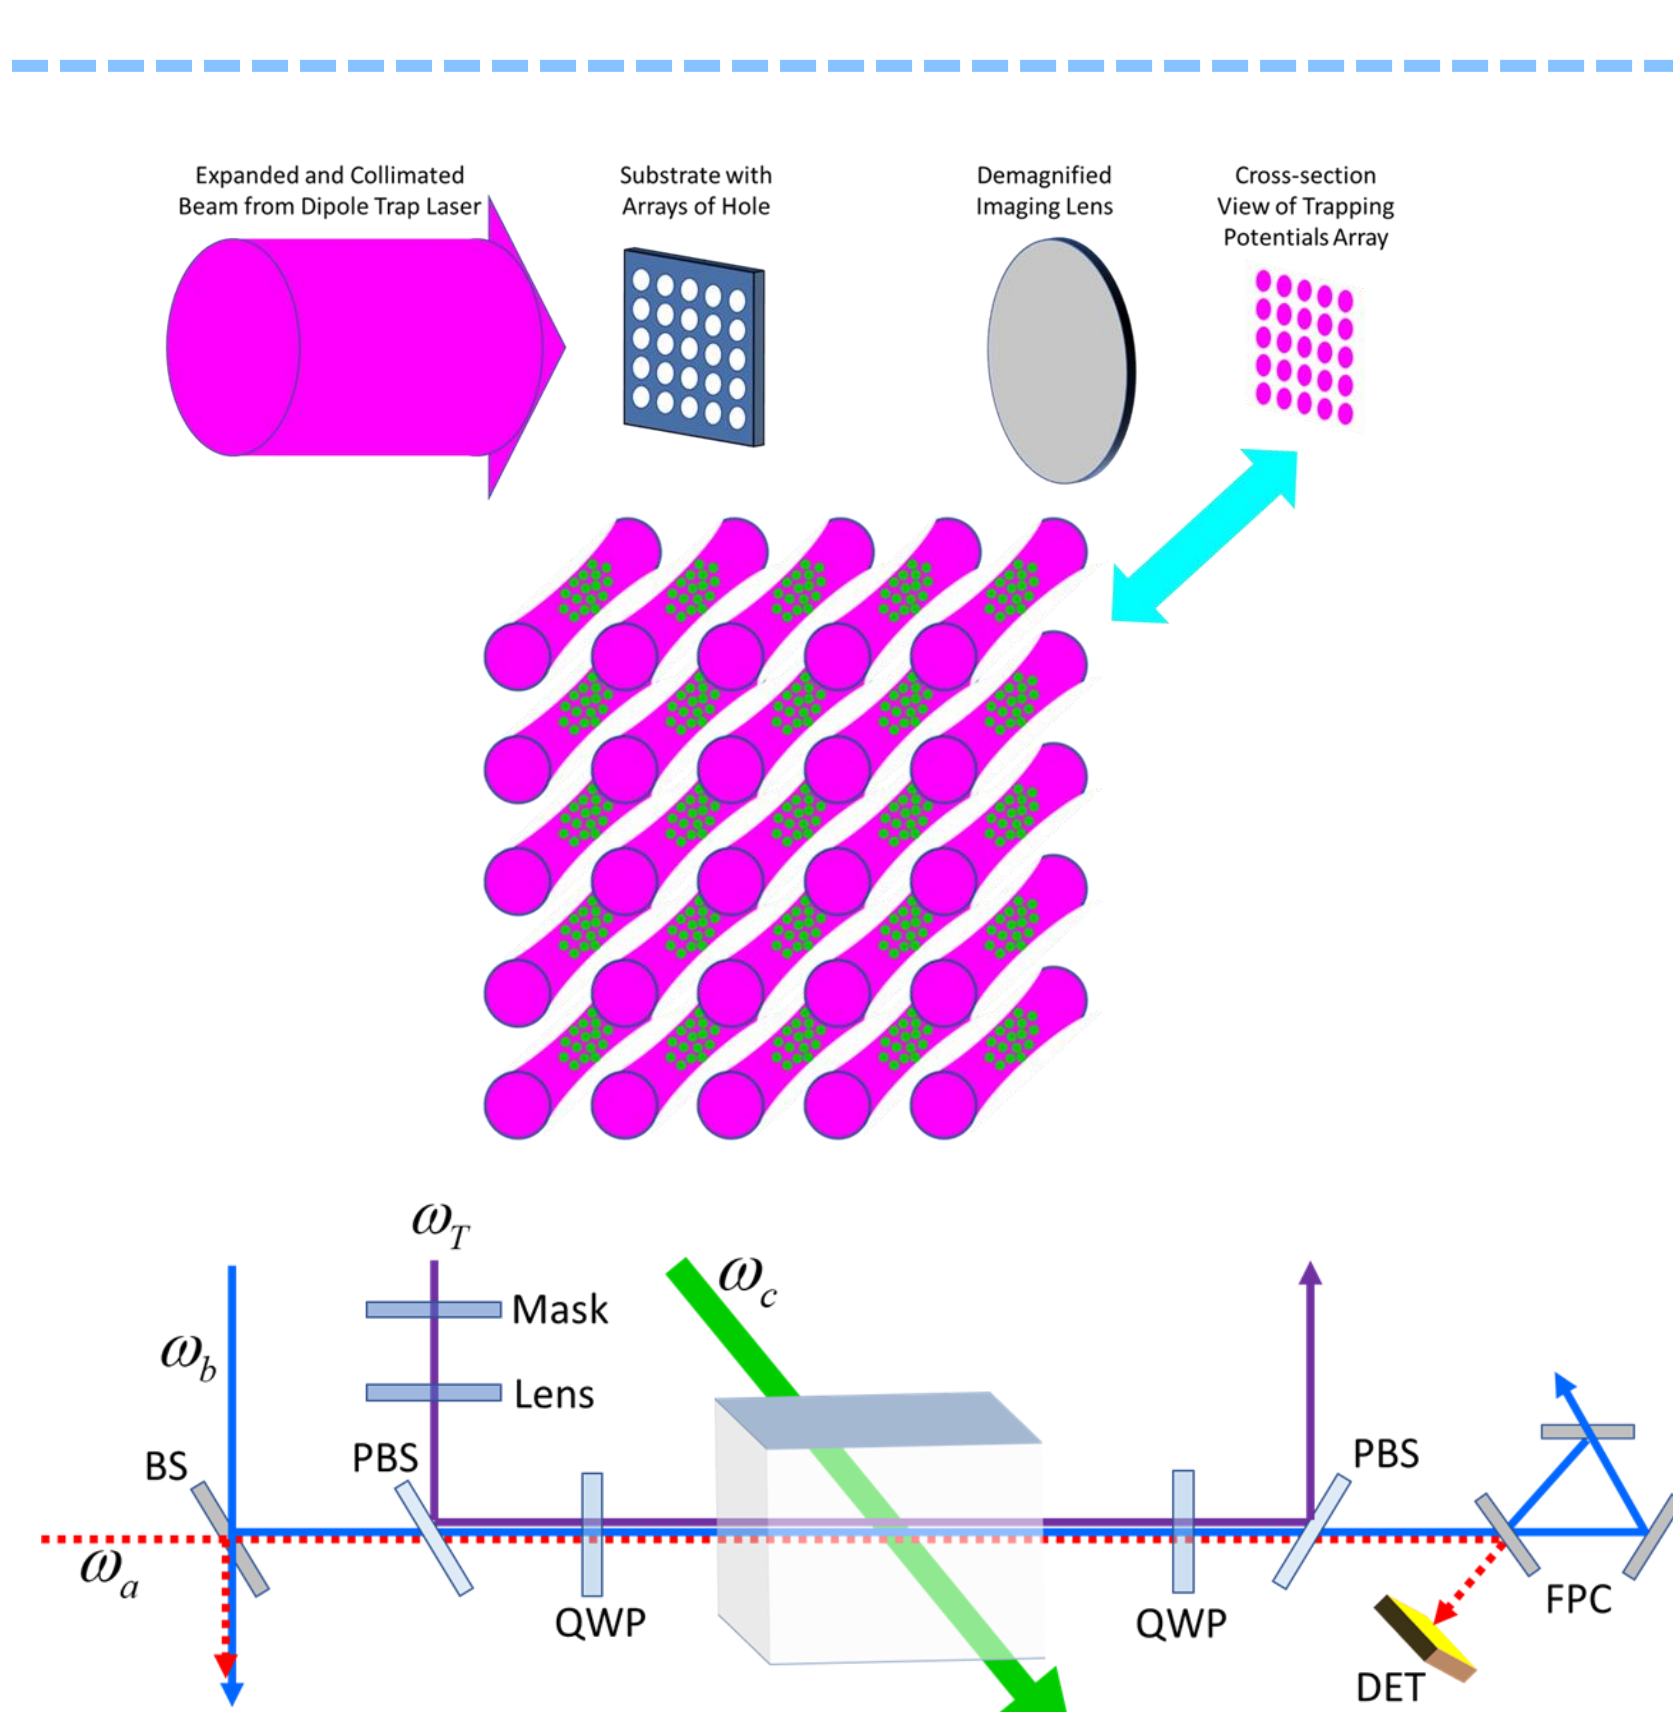 Expanded and Collimated
Beam from Dipole Trap Laser
Substrate with
Arrays of Hole
Demagnified
Imaging Lens
Cross-section
View of Trapping
Potentials Array
ω_T
ω_c
Mask
ω_b
Lens
BS
PBS
PBS
ω_a
QWP
QWP
FPC
DET